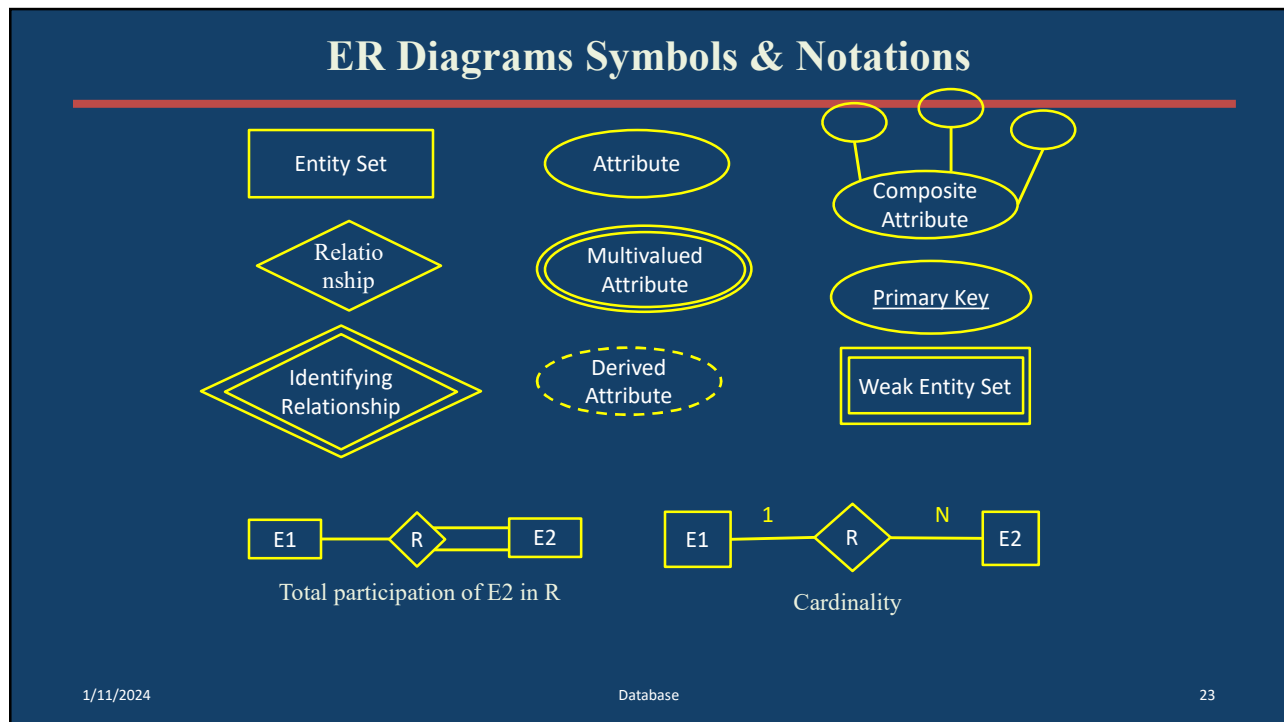 ER Diagrams Symbols & Notations
Entity Set
Attribute
Composite
Attribute
Relatio
nship
Multivalued
Attribute
Primary Key
Identifying
Relationship
Derived
Attribute
Weak Entity Set
E1
R
E2
Total participation of E2 in R
E1
1
R
N
E2
Cardinality
1/11/2024
Database
23